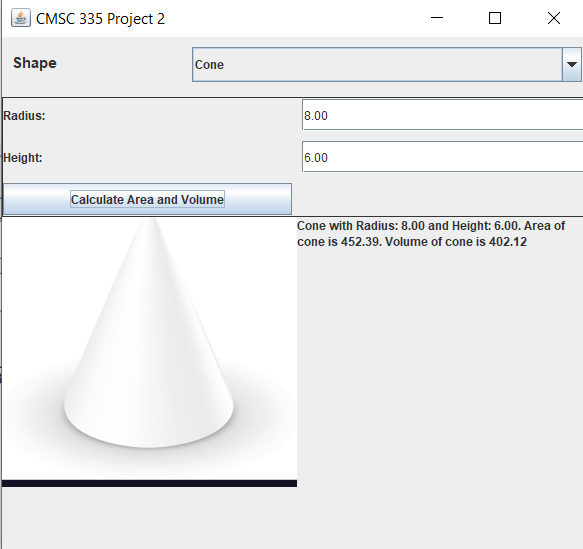 CMSC 335 Project 2
Shape
Cone
Radius:
8.00
Height:
6.00
Calculate Area and Volume
Cone with Radius: 8.00 and Height: 6.00. Area of
cone is 452.39. Volume of cone is 402.12